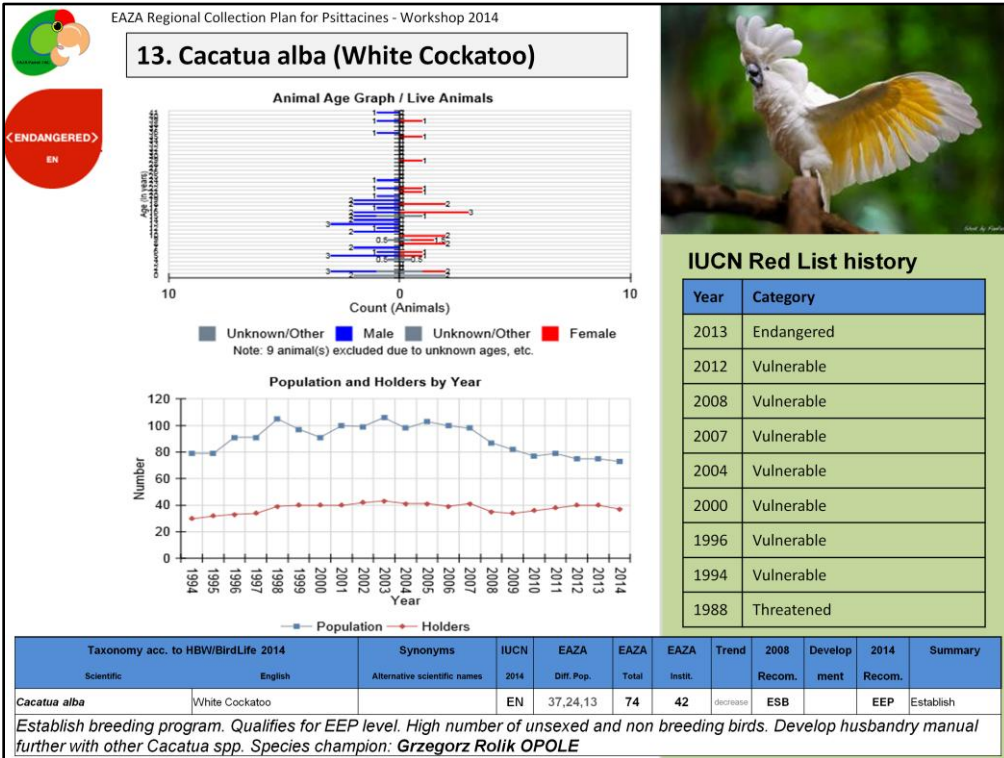 EAZA Regional Collection Plan for Psittacines - Workshop 2014
13. Cacatua alba (White Cockatoo)
<ENDANGERED>
EN
Animal Age Graph / Live Animals
Age (in years)
10 0 10
Count (Animals)
Unknown/Other Male Unknown/Other Female
Note: 9 animal(s) excluded due to unknown ages, etc.
Population and Holders by Year
Number
120
100
80
60
40
20
0
1994 1995 1996 1997 1998 1999 2000 2001 2002 2003 2004 2005 2006 2007 2008 2009 2010 2011 2012 2013 2014
Year
Population Holders
IUCN Red List history
Year Category
2013 Endangered
2012 Vulnerable
2008 Vulnerable
2007 Vulnerable
2004 Vulnerable
2000 Vulnerable
1996 Vulnerable
1994 Vulnerable
1988 Threatened
Taxonomy acc. to HBW/BirdLife 2014 Synonyms IUCN EAZA EAZA EAZA Trend 2008 Develop 2014 Summary
Scientific English Alternative scientific names 2014 Diff. Pop. Total Instit. Recom. ment Recom.
Cacatua alba White Cockatoo EN 37,24,13 74 42 decrease ESB EEP Establish
Establish breeding program. Qualifies for EEP level. High number of unsexed and non breeding birds. Develop husbandry manual
further with other Cacatua spp. Species champion: Grzegorz Rolik OPOLE